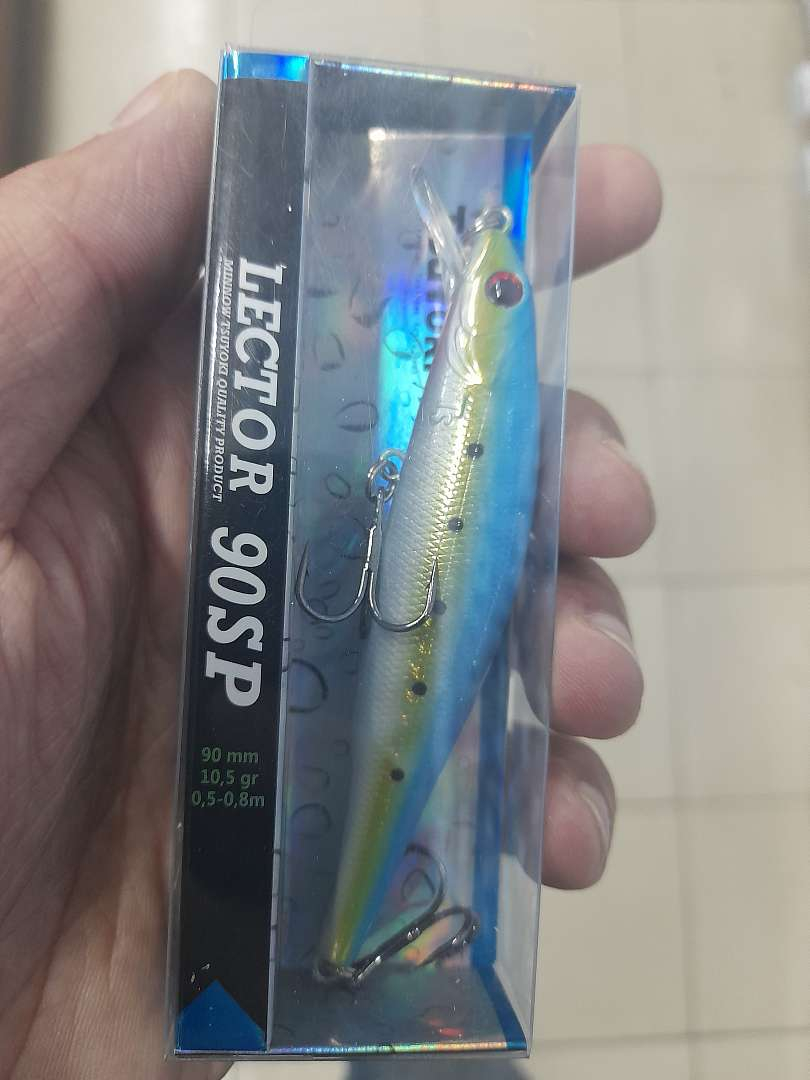 LECTOR 90SP
MINNOW TSUYOKI QUALITY PRODUCT
90 mm
10,5 gr
0,5-0,8m